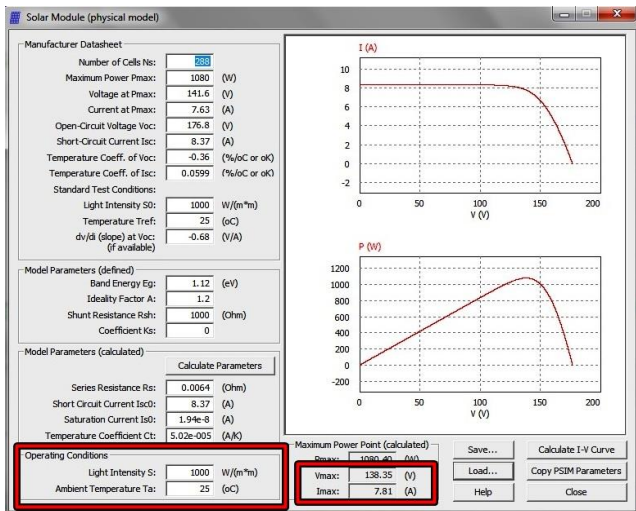 Solar Module (physical model)
Manufacturer Datasheet
Number of Cells Ns: 288
Maximum Power Pmax: 1080 (W)
Voltage at Pmax: 141.6 (V)
Current at Pmax: 7.63 (A)
Open-Circuit Voltage Voc: 176.8 (V)
Short-Circuit Current Isc: 8.37 (A)
Temperature Coeff. of Voc: -0.36 (%/oC or oK)
Temperature Coeff. of Isc: 0.0599 (%/oC or oK)
Standard Test Conditions:
Light Intensity S0: 1000 W/(m*m)
Temperature Tref: 25 (oC)
dv/di (slope) at Voc: -0.68 (V/A)
(if available)
Model Parameters (defined)
Band Energy Eg: 1.12 (eV)
Ideality Factor A: 1.2
Shunt Resistance Rsh: 1000 (Ohm)
Coefficient Ks: 0
Model Parameters (calculated)
Calculate Parameters
Series Resistance Rs: 0.0064 (Ohm)
Short Circuit Current Isc0: 8.37 (A)
Saturation Current Is0: 1.94e-8 (A)
Temperature Coefficient Ct: 5.02e-005 (A/K)
Operating Conditions
Light Intensity S: 1000 W/(m*m)
Ambient Temperature Ta: 25 (oC)
I (A)
10
8
6
4
2
0
-2
0 50 100 150 200
V (V)
P (W)
1200
1000
800
600
400
200
0
-200
0 50 100 150 200
V (V)
Maximum Power Point (calculated)
Pmax: 1080.40 (W)
Vmax: 138.35 (V)
Imax: 7.81 (A)
Save... Calculate I-V Curve
Load... Copy PSIM Parameters
Help Close